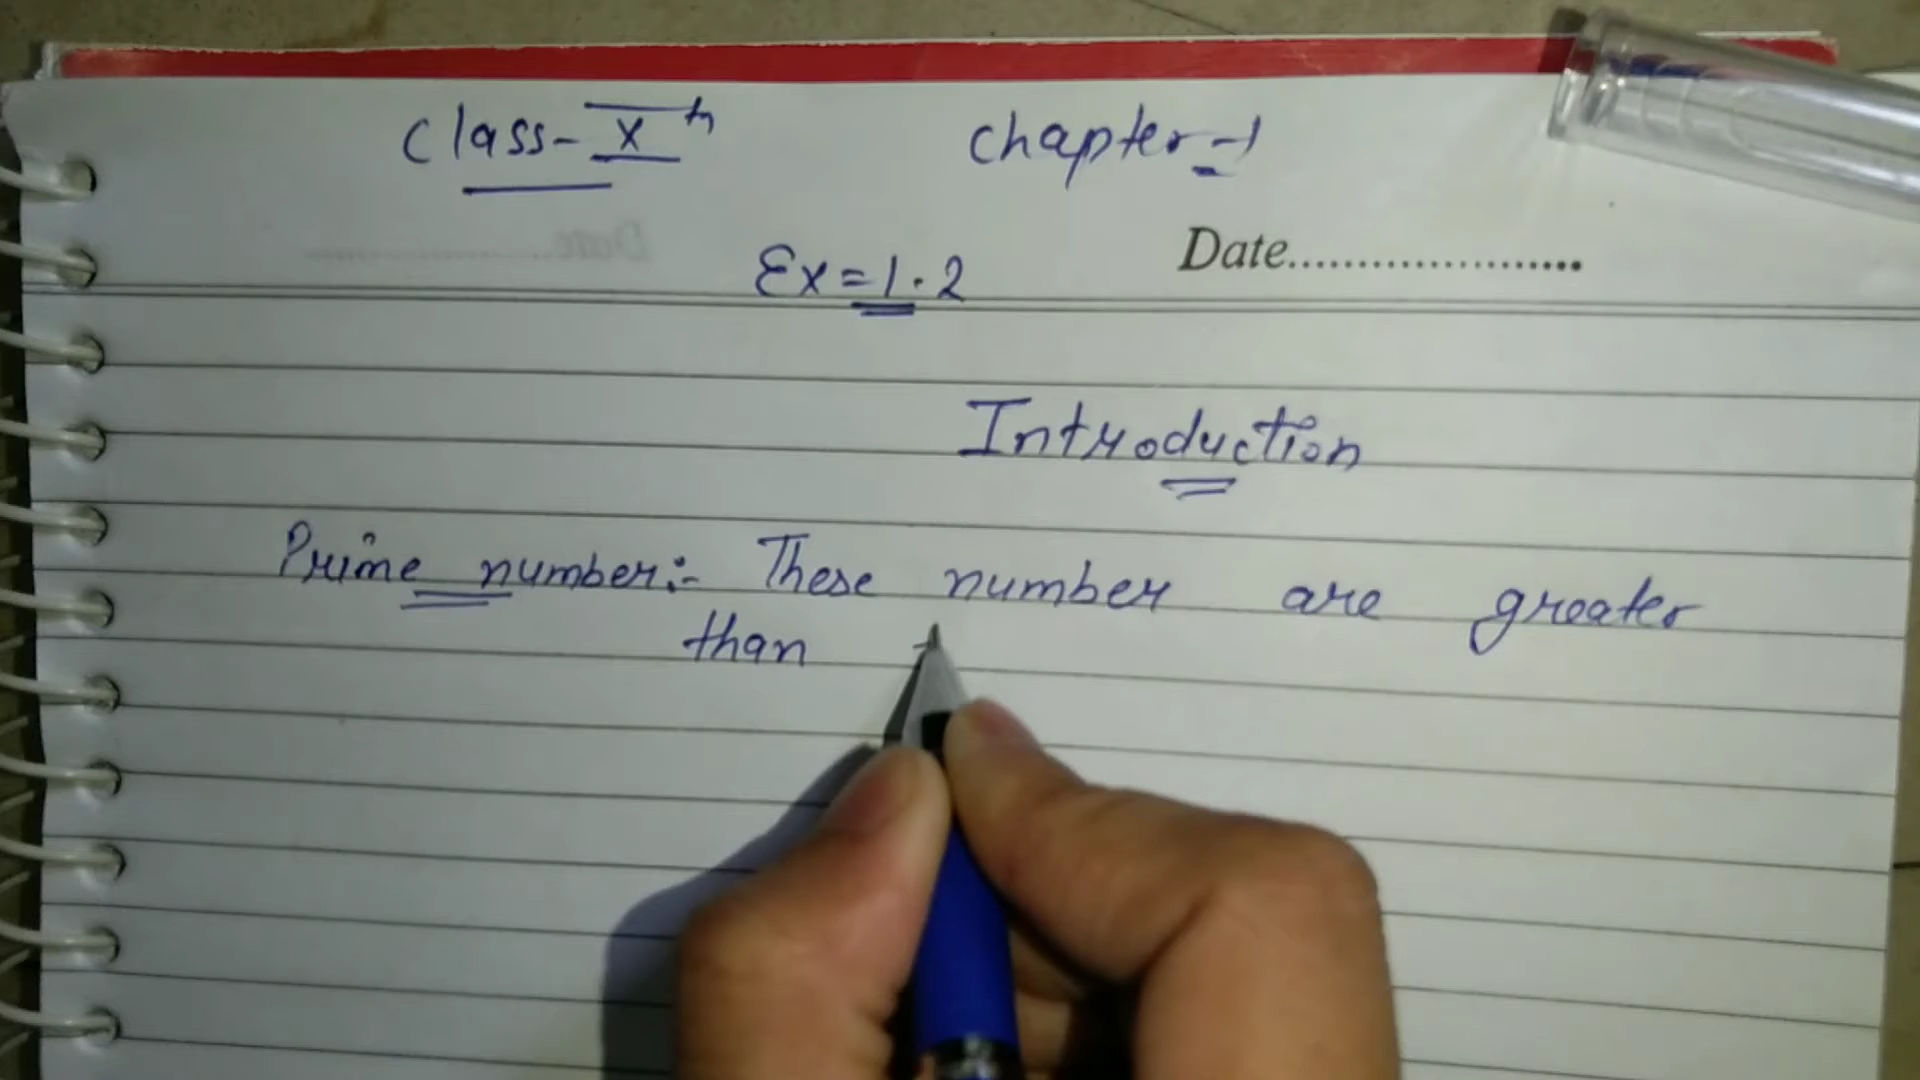 Class - Xth
Chapter - 1
Date.....................
Ex = 1.2
Introduction
Prime number:- These number are greater
than